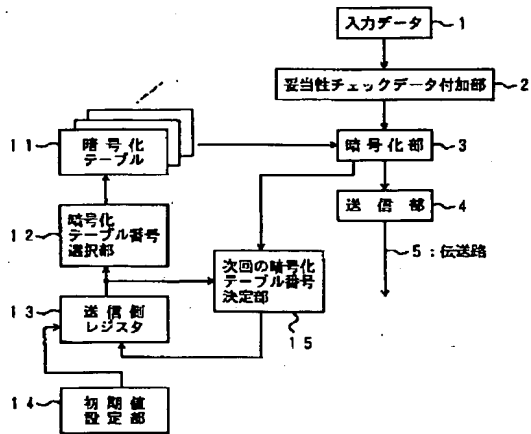 入力データ 1
妥当性チェックデータ付加部 2
11 暗号化
テーブル
暗号化部 3
送信部 4
12 暗号化
テーブル番号
選択部
5:伝送路
次回の暗号化
テーブル番号
決定部
15
13 送信側
レジスタ
14 初期値
設定部